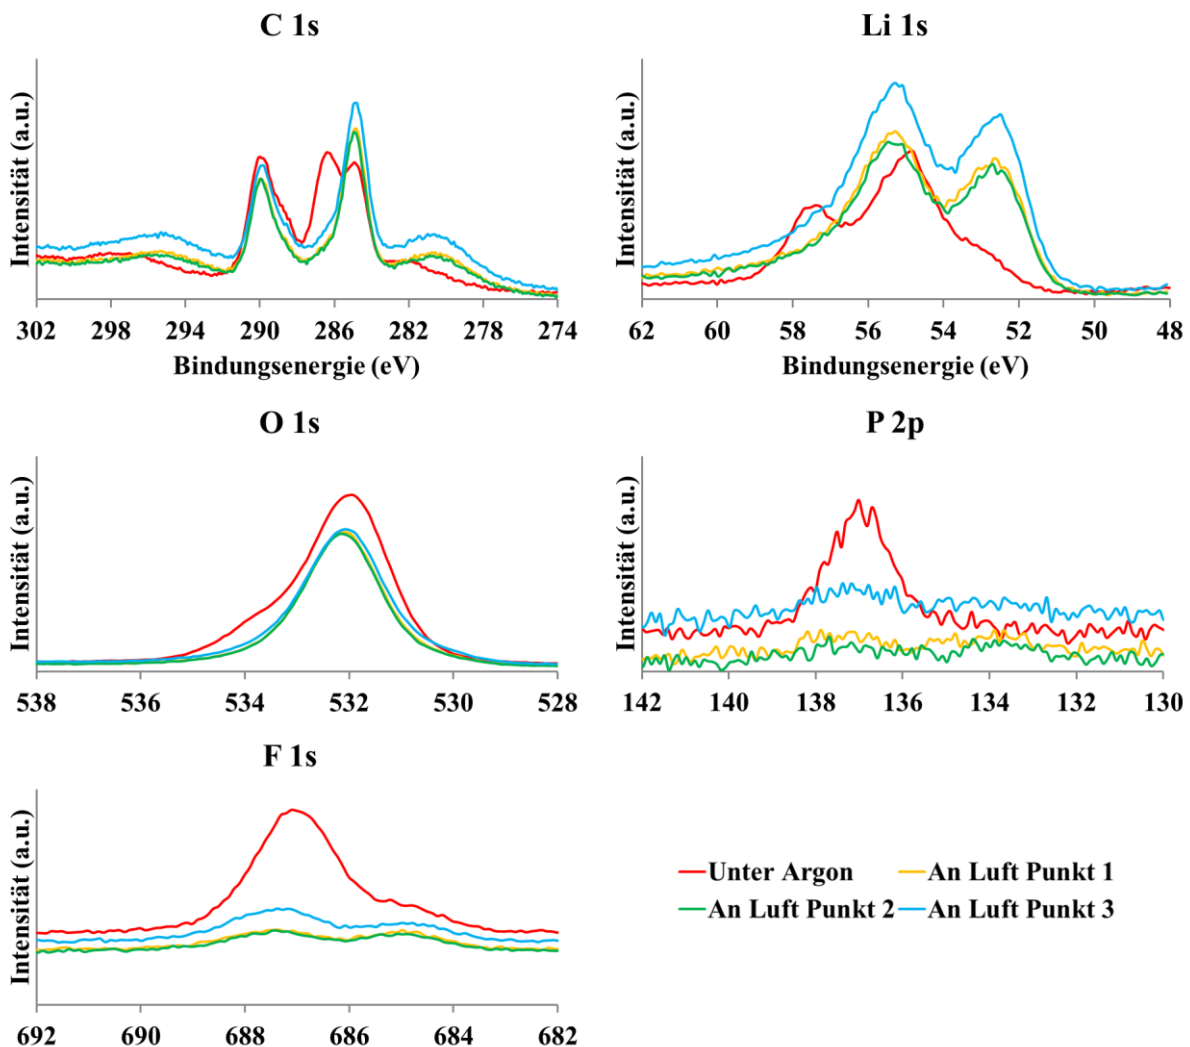 C 1s
Li 1s
Intensität (a.u.)
Intensität (a.u.)
302 298 294 290 286 282 278 274
62 60 58 56 54 52 50 48
Bindungsenergie (eV)
Bindungsenergie (eV)
O 1s
P 2p
Intensität (a.u.)
Intensität (a.u.)
538 536 534 532 530 528
142 140 138 136 134 132 130
F 1s
Intensität (a.u.)
692 690 688 686 684 682
Unter Argon
An Luft Punkt 1
An Luft Punkt 2
An Luft Punkt 3